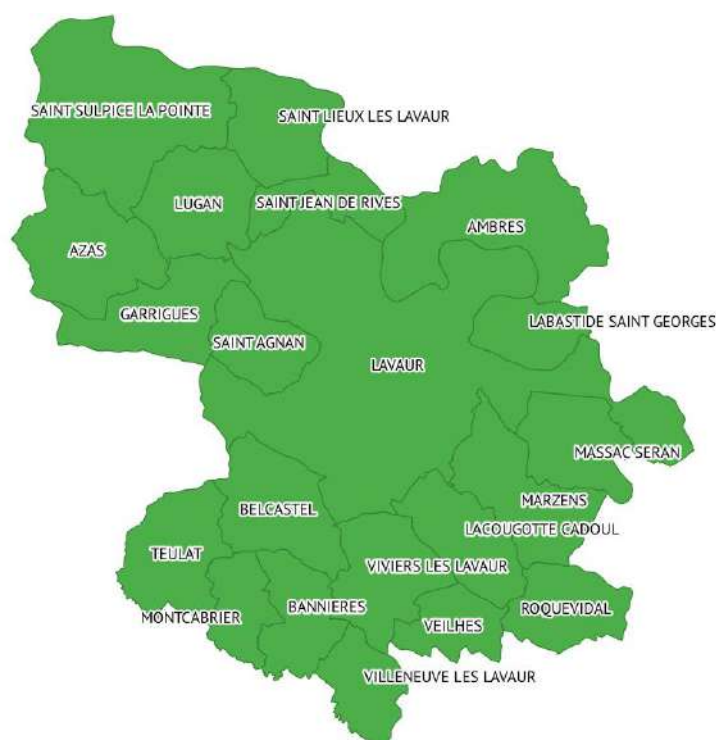 SAINT SULPICE LA POINTE
SAINT LIEUX LES LAVAUR
LUGAN
SAINT JEAN DE RIVES
AMBRES
AZAS
GARRIGUES
LABASTIDE SAINT GEORGES
SAINT AGNAN
LAVAUR
MASSAC SERAN
MARZENS
BELCASTEL
LACOUGOTTE CADOUL
TEULAT
VIVIERS LES LAVAUR
MONTCABRIER
BANNIERES
ROQUEVIDAL
VEILHES
VILLENEUVE LES LAVAUR